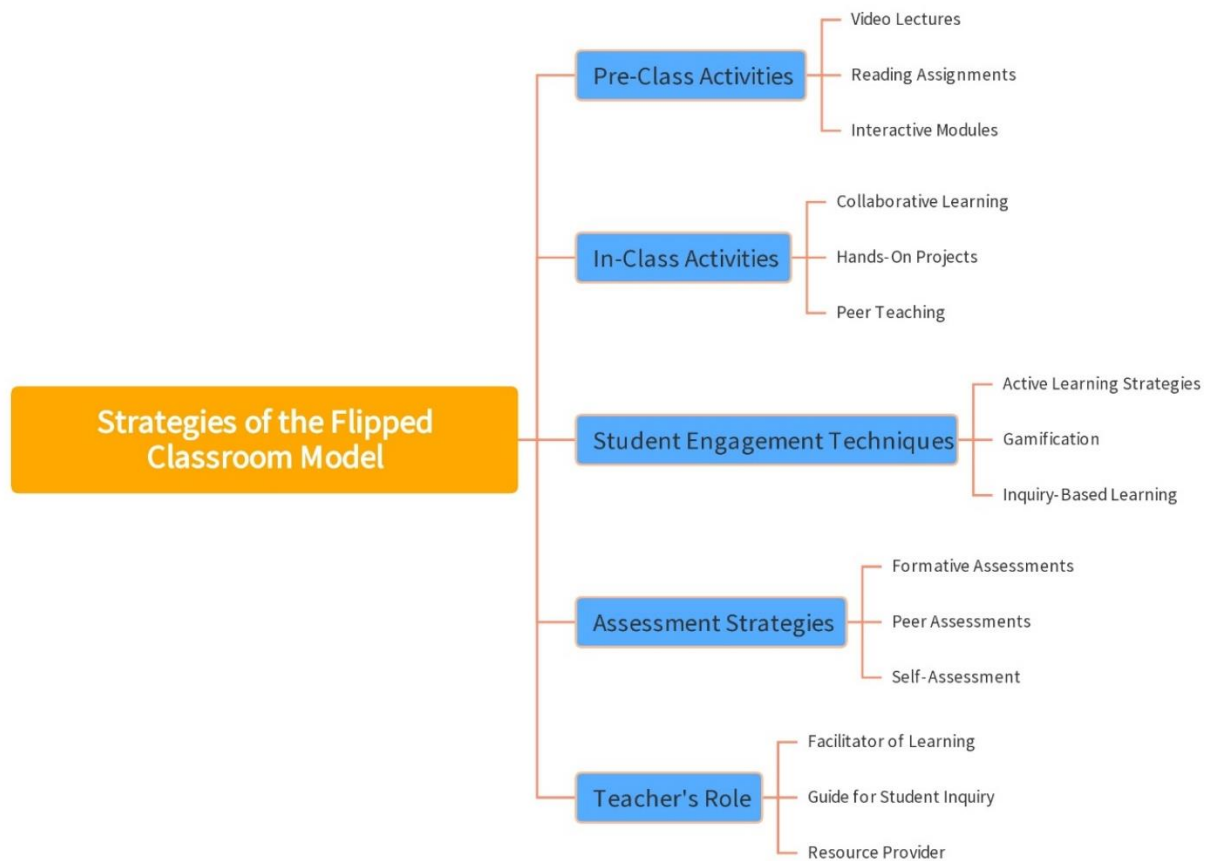 Strategies of the Flipped
Classroom Model
Pre-Class Activities
Video Lectures
Reading Assignments
Interactive Modules
In-Class Activities
Collaborative Learning
Hands-On Projects
Peer Teaching
Student Engagement Techniques
Active Learning Strategies
Gamification
Inquiry-Based Learning
Assessment Strategies
Formative Assessments
Peer Assessments
Self-Assessment
Teacher's Role
Facilitator of Learning
Guide for Student Inquiry
Resource Provider